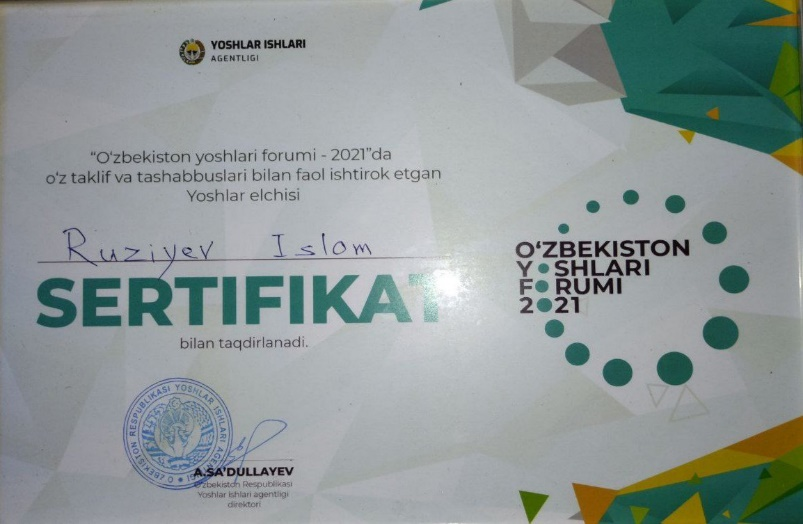 YOSHLAR ISHLARI
AGENTLIGI
“O‘zbekiston yoshlari forumi - 2021”da
o‘z taklif va tashabbuslari bilan faol ishtirok etgan
Yoshlar elchisi
Ruziyev Islom
SERTIFIKAT
bilan taqdirlanadi.
O‘ZBEKISTON
YOSHLARI
FORUMI
2021
O‘ZBEKISTON RESPUBLIKASI YOSHLAR ISHLARI
A.SA’DULLAYEV
O‘zbekiston Respublikasi
Yoshlar ishlari agentligi
direktori